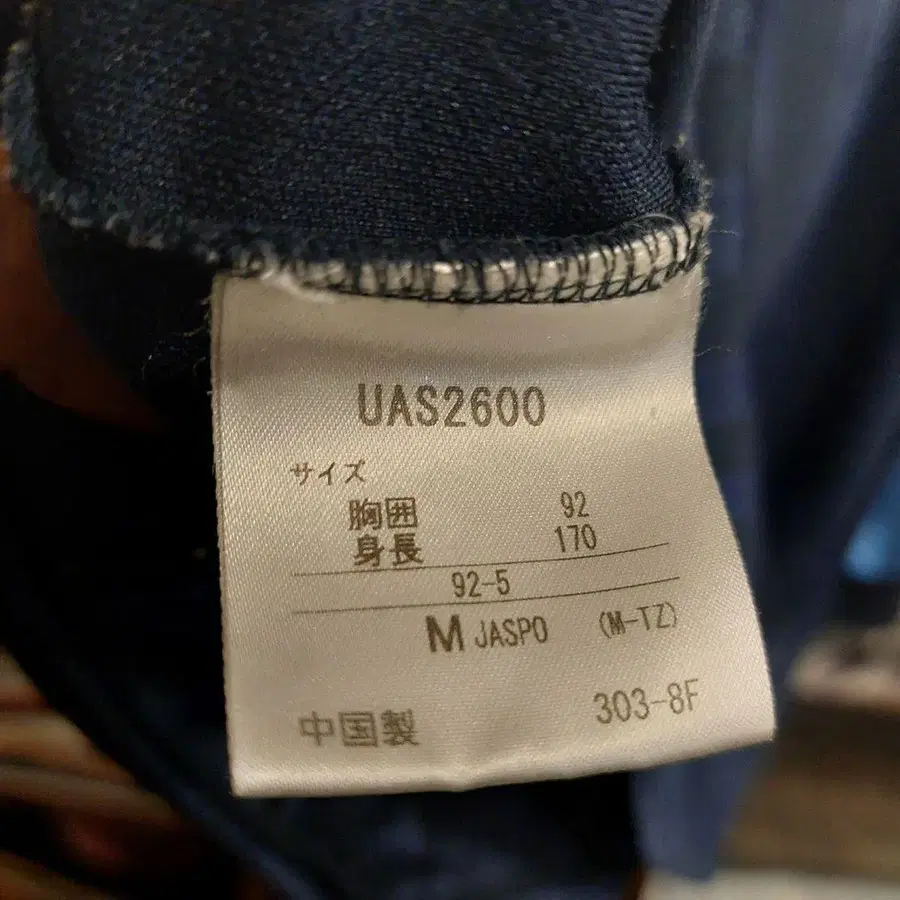 UAS2600
サイズ
胸囲 92
身長 170
92-5
M JASPO (M-TZ)
中国製 303-8F